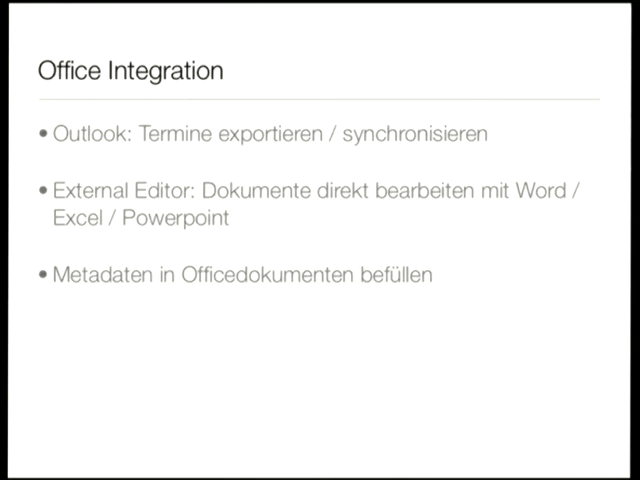 Office Integration
• Outlook: Termine exportieren / synchronisieren
• External Editor: Dokumente direkt bearbeiten mit Word /
Excel / Powerpoint
• Metadaten in Officedokumenten befüllen